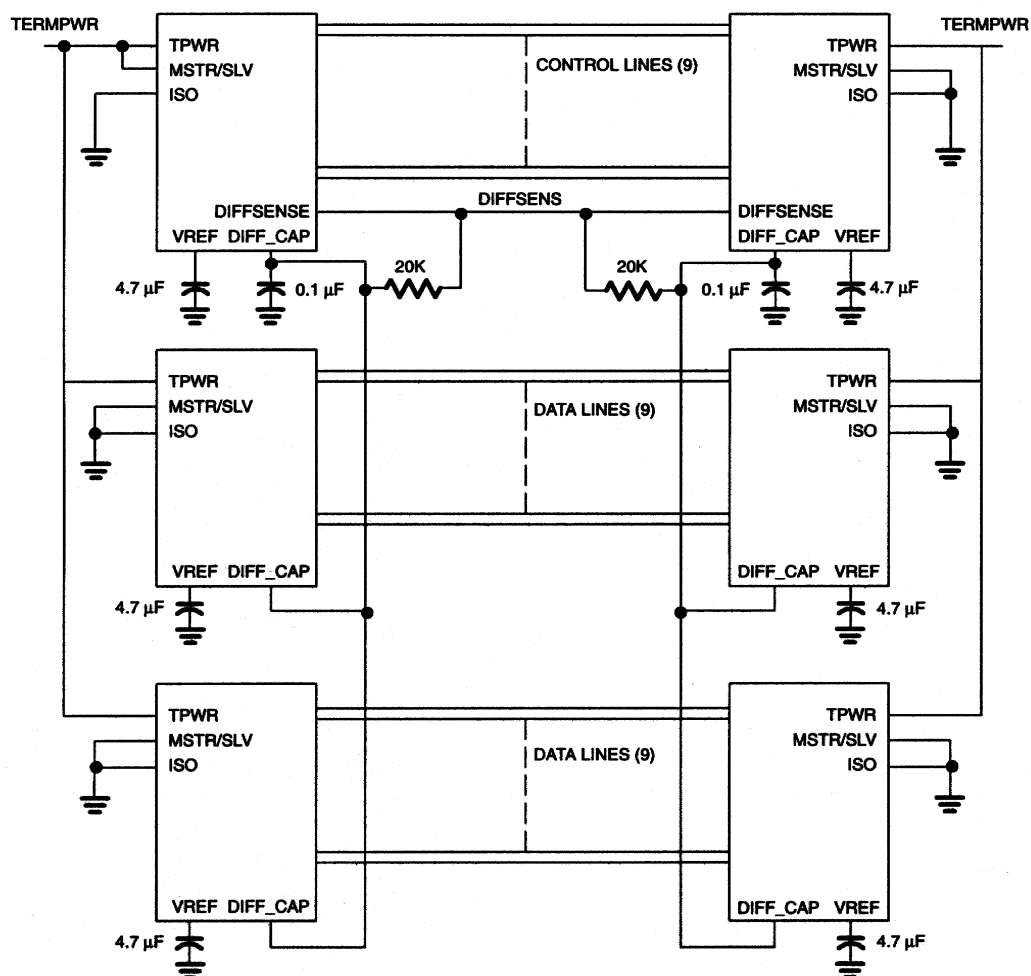 TERMPWR
TERMPWR
TPWR
MSTR/SLV
ISO
CONTROL LINES (9)
TPWR
MSTR/SLV
ISO
DIFFSENS
DIFFSENSE
DIFFSENSE
VREF DIFF_CAP
DIFF_CAP VREF
4.7 µF
0.1 µF
20K
20K
0.1 µF
4.7 µF
TPWR
MSTR/SLV
ISO
DATA LINES (9)
TPWR
MSTR/SLV
ISO
VREF DIFF_CAP
DIFF_CAP VREF
4.7 µF
4.7 µF
TPWR
MSTR/SLV
ISO
DATA LINES (9)
TPWR
MSTR/SLV
ISO
VREF DIFF_CAP
DIFF_CAP VREF
4.7 µF
4.7 µF